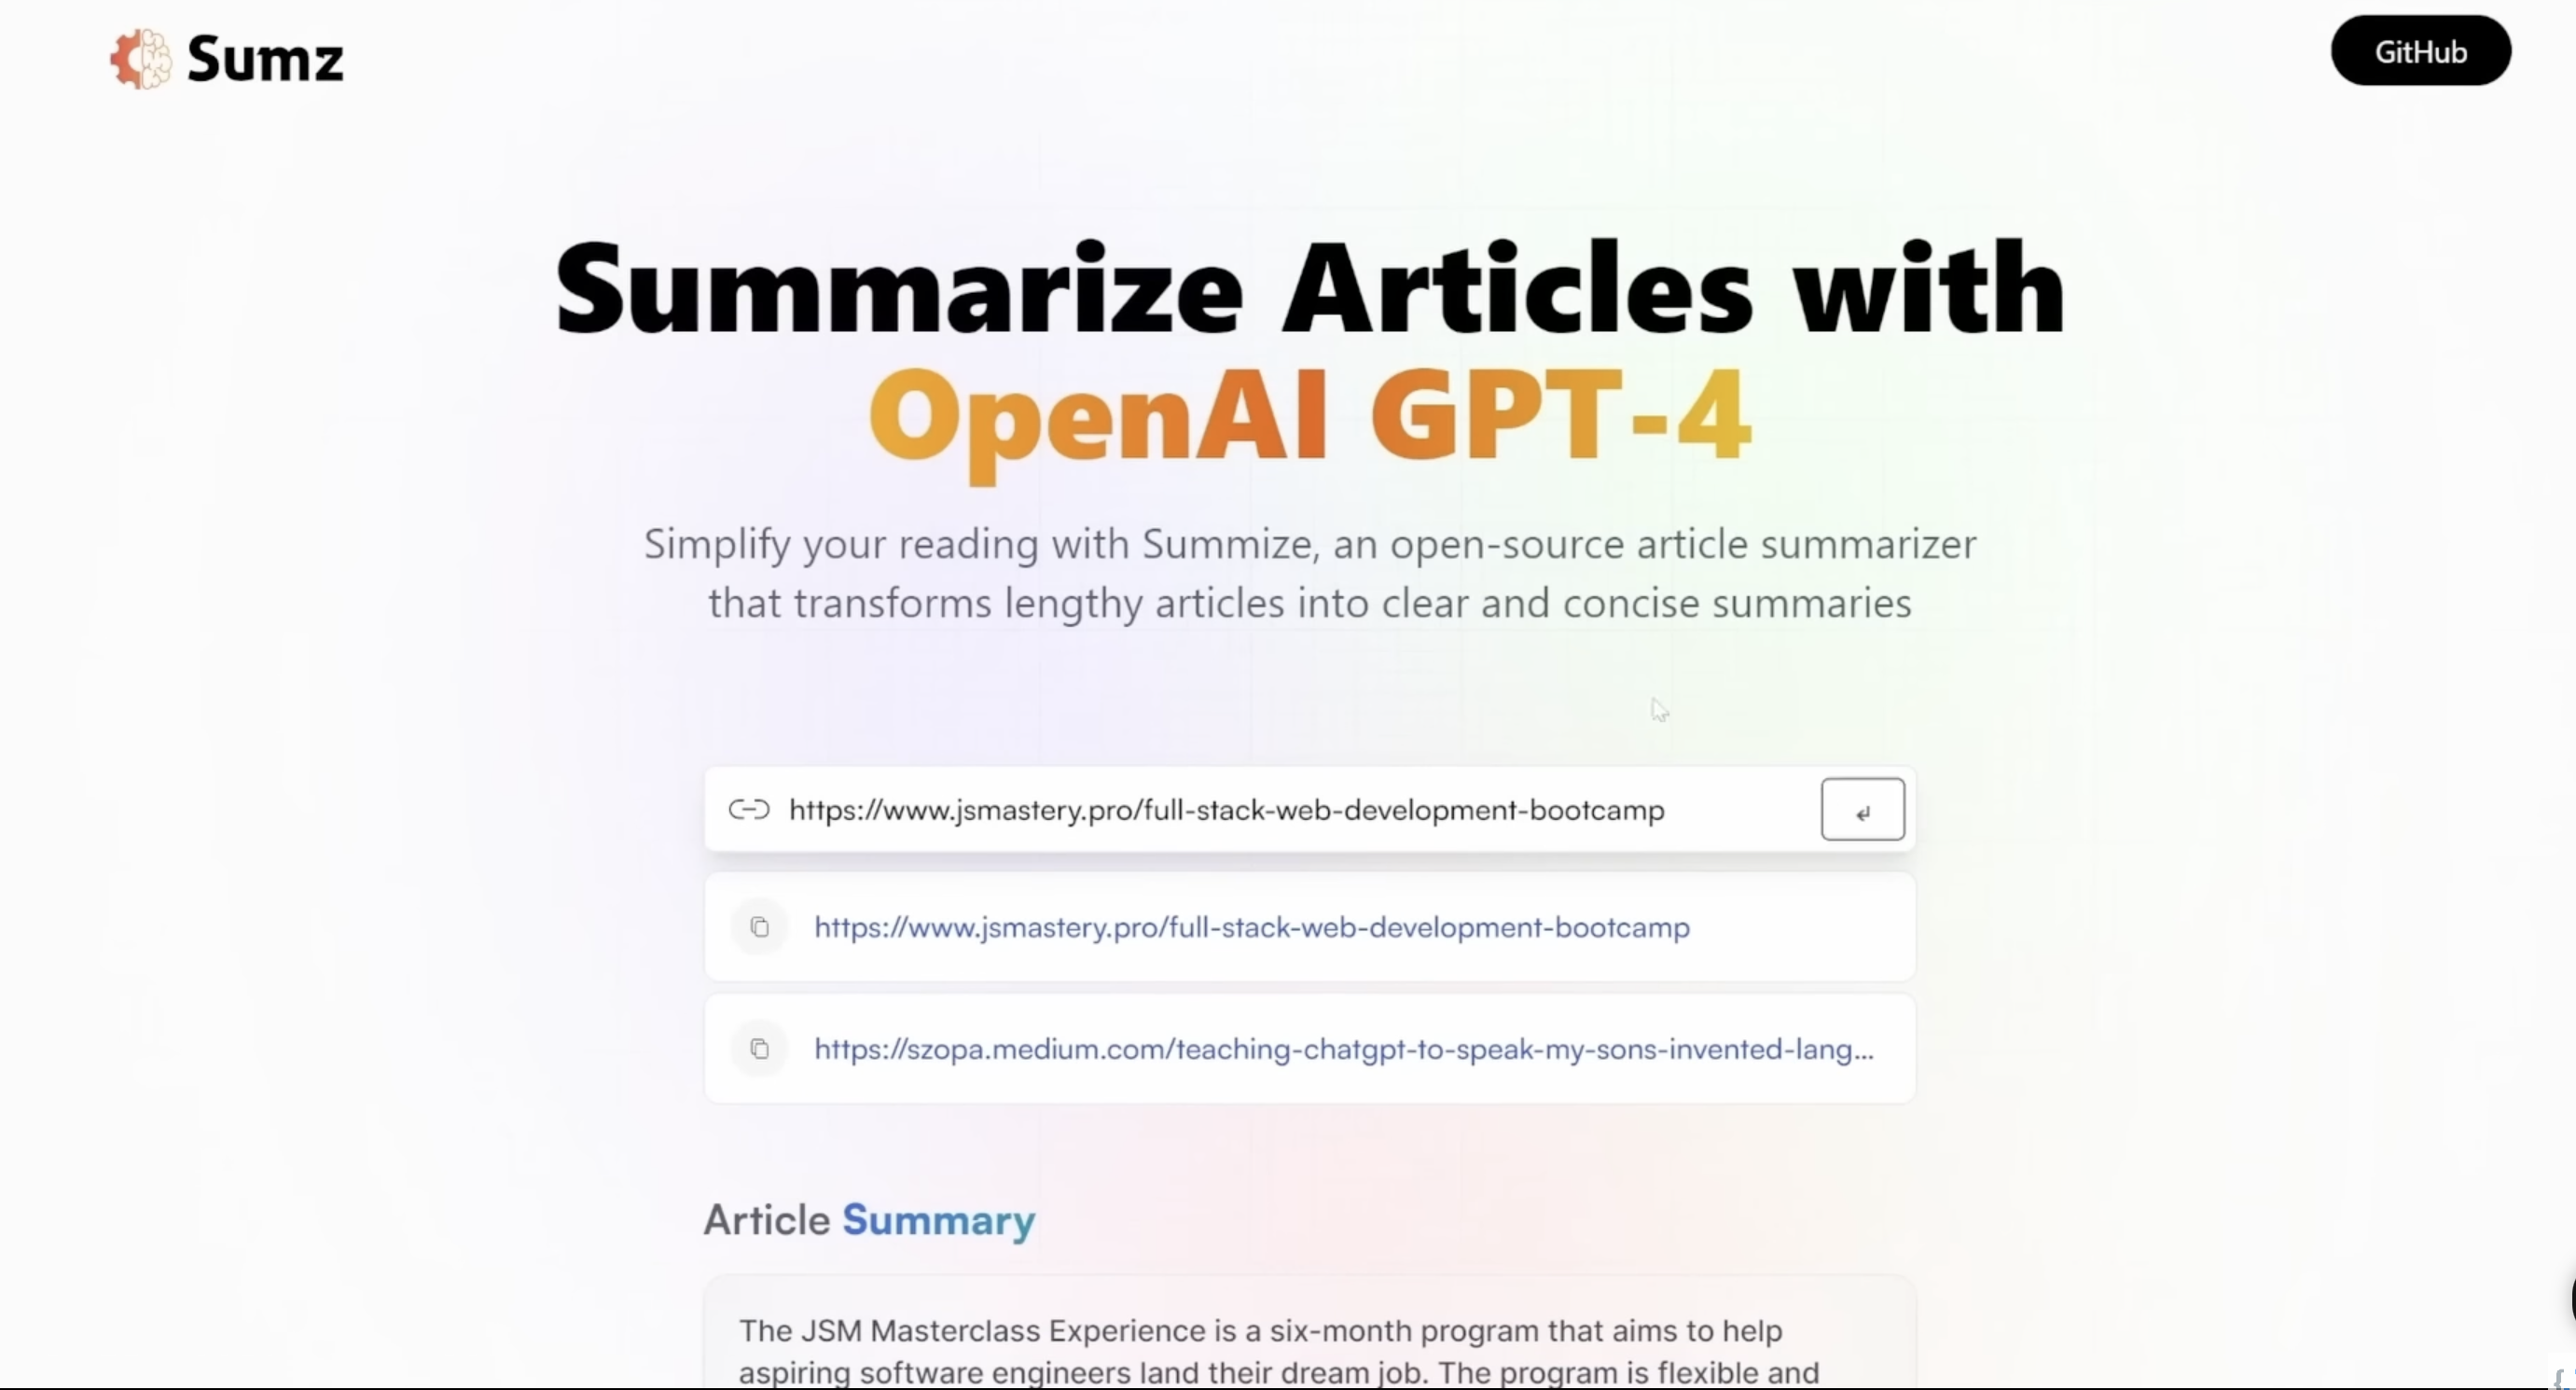 Sumz
GitHub
Summarize Articles with
OpenAI GPT-4
Simplify your reading with Summize, an open-source article summarizer
that transforms lengthy articles into clear and concise summaries
https://www.jsmastery.pro/full-stack-web-development-bootcamp
↵
https://www.jsmastery.pro/full-stack-web-development-bootcamp
https://szopa.medium.com/teaching-chatgpt-to-speak-my-sons-invented-lang...
Article Summary
The JSM Masterclass Experience is a six-month program that aims to help
aspiring software engineers land their dream job. The program is flexible and